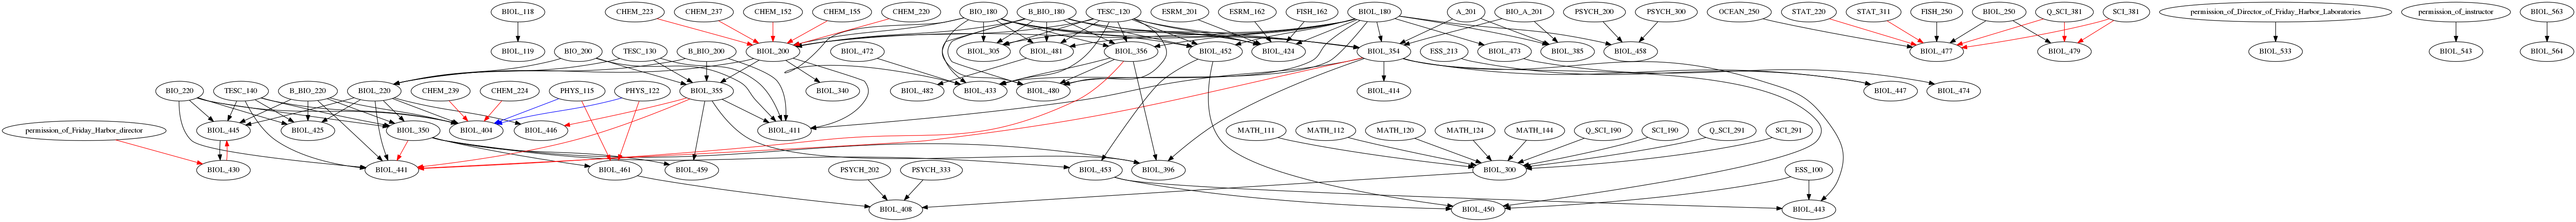 BIOL_118
CHEM_223
CHEM_237
CHEM_152
CHEM_155
CHEM_220
BIO_180
B_BIO_180
TESC_120
ESRM_201
ESRM_162
FISH_162
BIOL_180
A_201
BIO_A_201
PSYCH_200
PSYCH_300
OCEAN_250
STAT_220
STAT_311
FISH_250
BIOL_250
Q_SCI_381
SCI_381
permission_of_Director_of_Friday_Harbor_Laboratories
permission_of_instructor
BIOL_563
BIOL_119
BIO_200
TESC_130
B_BIO_200
BIOL_200
BIOL_472
BIOL_305
BIOL_481
BIOL_356
BIOL_452
BIOL_424
BIOL_354
ESS_213
BIOL_473
BIOL_385
BIOL_458
BIOL_477
BIOL_479
BIOL_533
BIOL_543
BIOL_564
BIO_220
TESC_140
B_BIO_220
BIOL_220
CHEM_239
CHEM_224
PHYS_115
PHYS_122
BIOL_355
BIOL_340
BIOL_482
BIOL_433
BIOL_480
BIOL_414
BIOL_447
BIOL_474
permission_of_Friday_Harbor_director
BIOL_445
BIOL_425
BIOL_350
BIOL_404
BIOL_446
BIOL_411
MATH_111
MATH_112
MATH_120
MATH_124
MATH_144
Q_SCI_190
SCI_190
Q_SCI_291
SCI_291
BIOL_430
BIOL_441
BIOL_461
BIOL_459
PSYCH_202
PSYCH_333
BIOL_453
BIOL_396
BIOL_300
ESS_100
BIOL_408
BIOL_450
BIOL_443